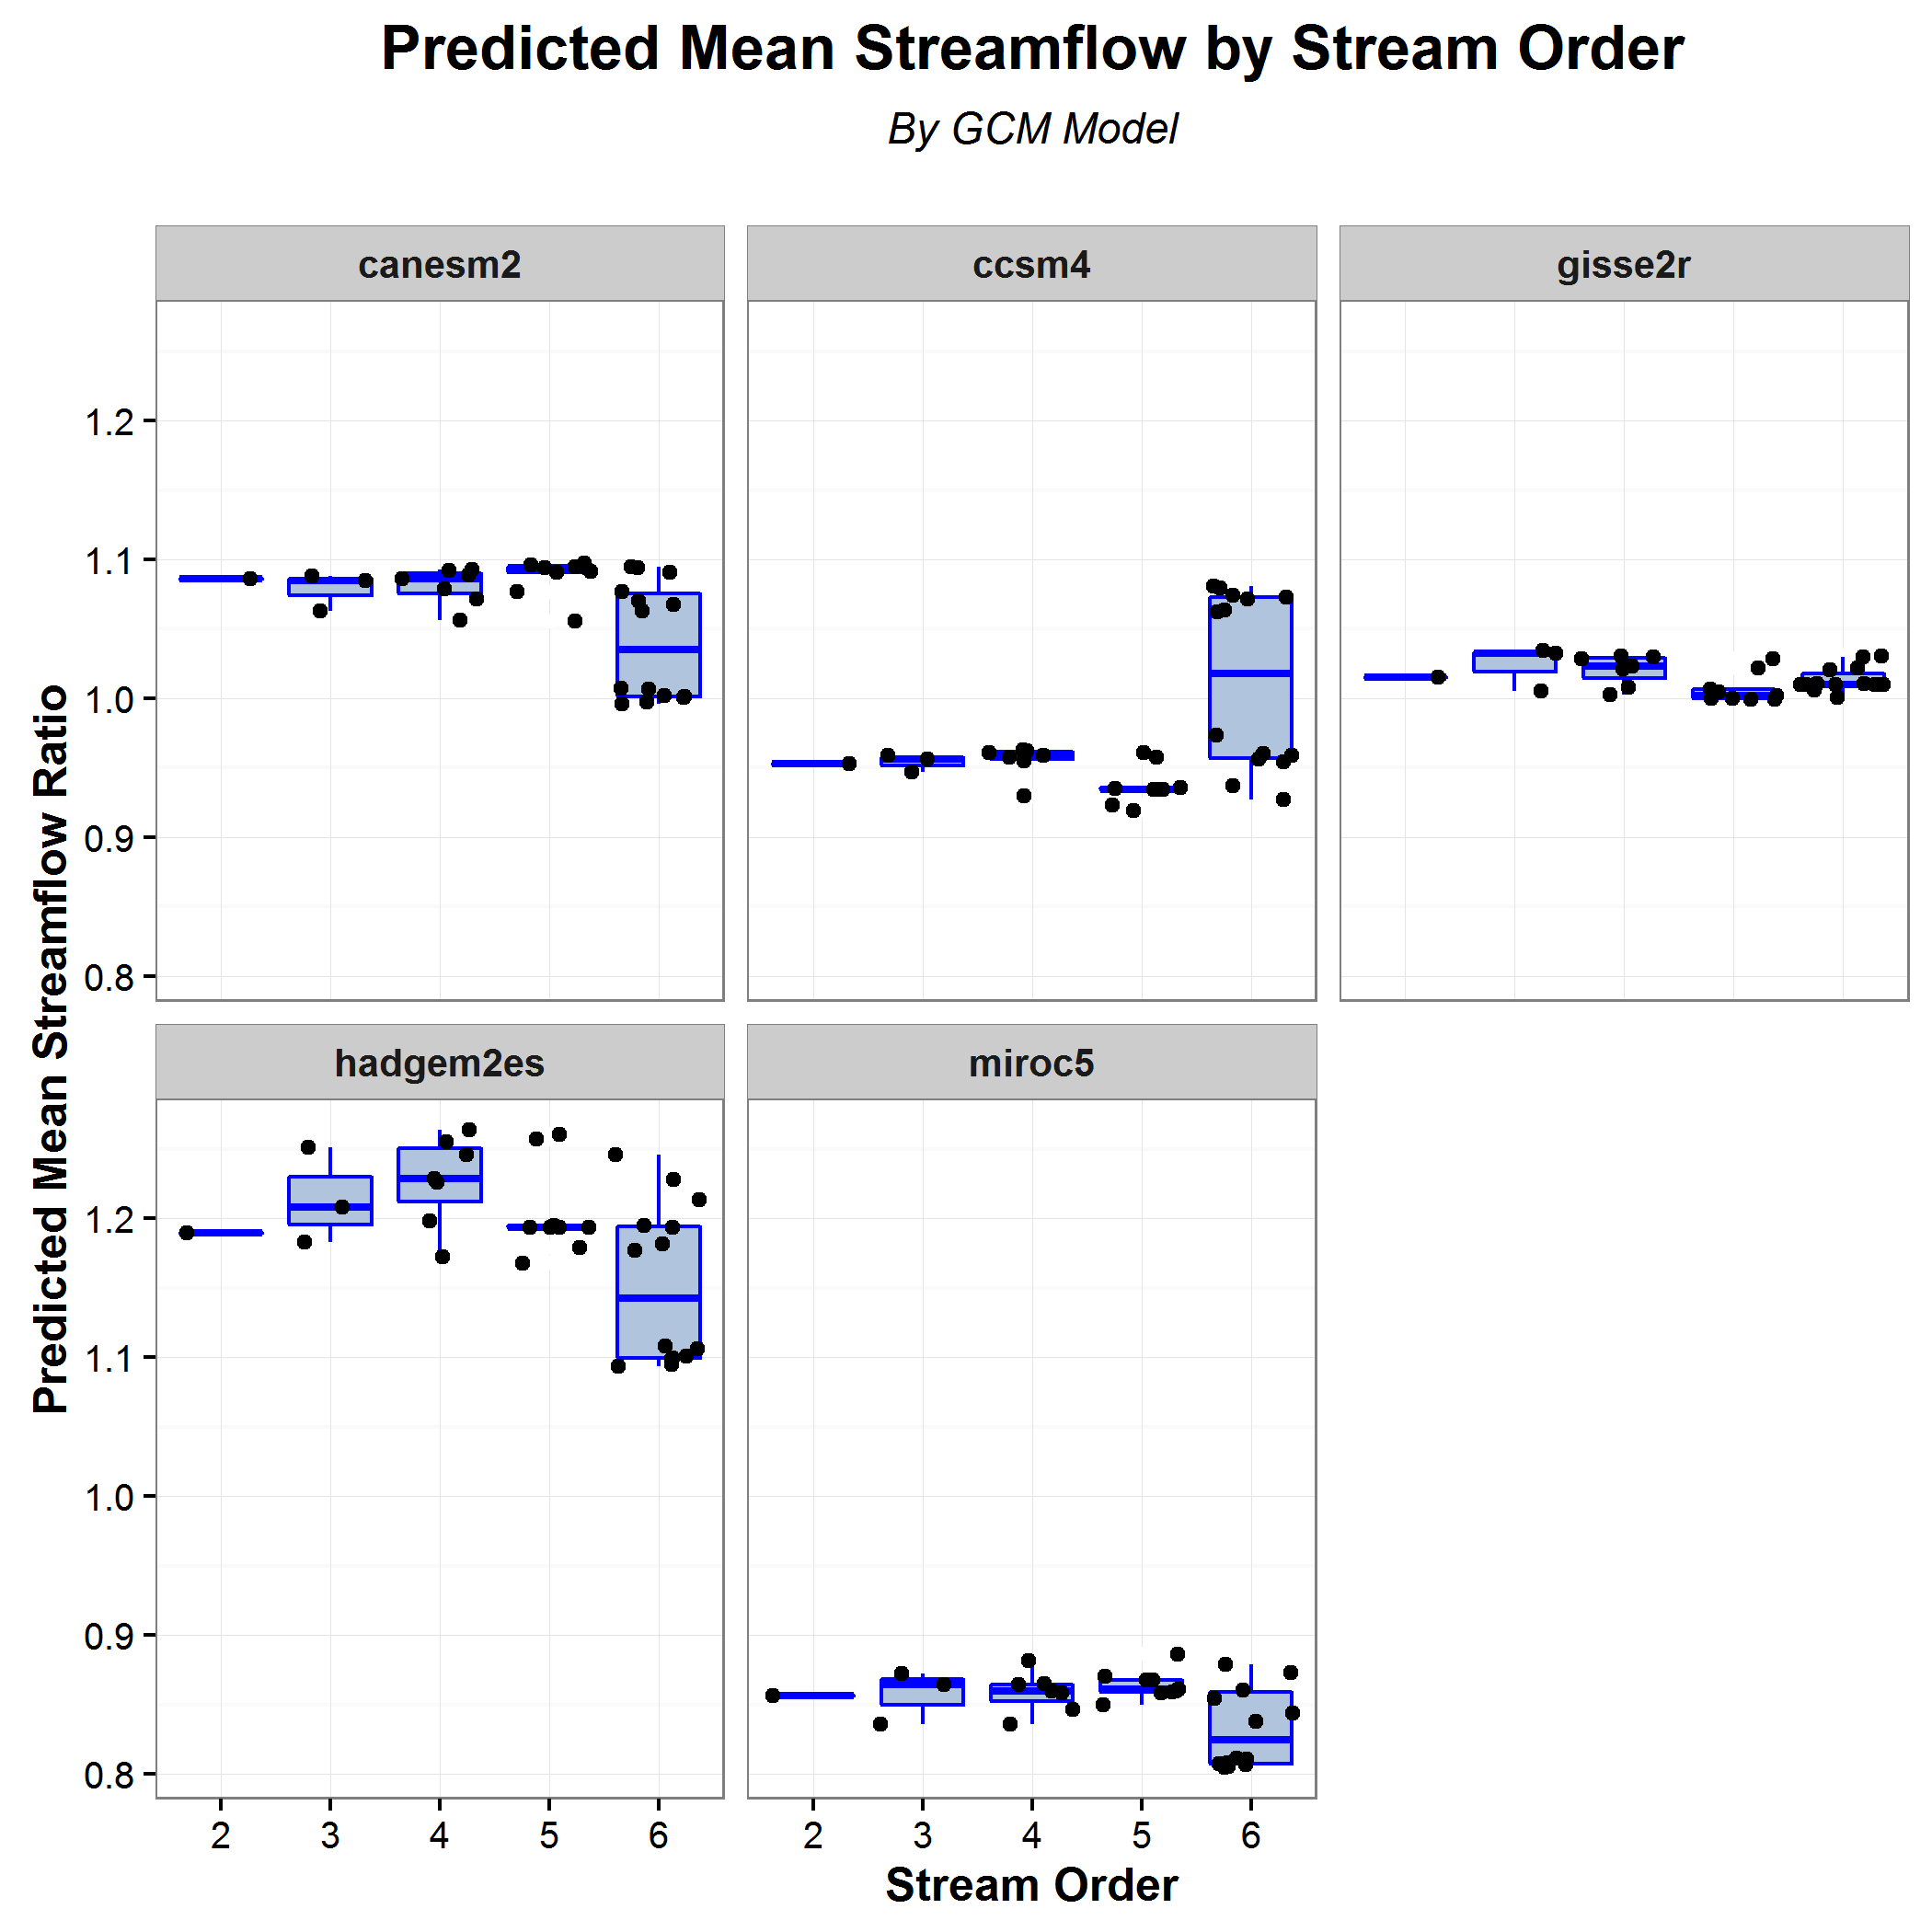 Predicted Mean Streamflow by Stream Order
By GCM Model
canesm2
ccsm4
gisse2r
1.2
1.1
1.0
0.9
0.8
Predicted Mean Streamflow Ratio
hadgem2es
miroc5
1.2
1.1
1.0
0.9
0.8
2 3 4 5 6
2 3 4 5 6
Stream Order